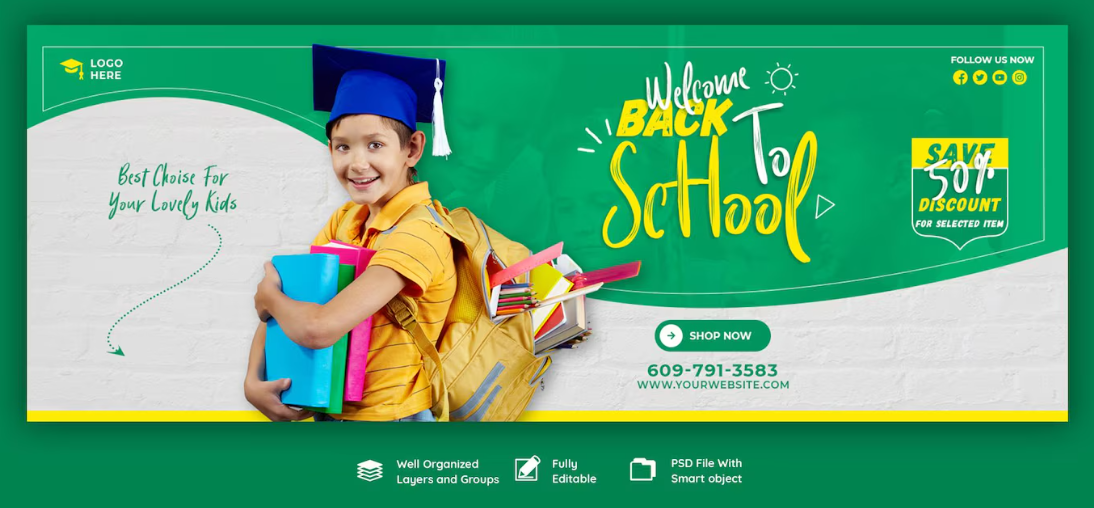 LOGO
HERE
Best Choise For
Your Lovely Kids
Welcome
BACK To
ScHool
FOLLOW US NOW
SAVE
50%
DISCOUNT
FOR SELECTED ITEM
SHOP NOW
609-791-3583
WWW.YOURWEBSITE.COM
Well Organized
Layers and Groups
Fully
Editable
PSD File With
Smart object